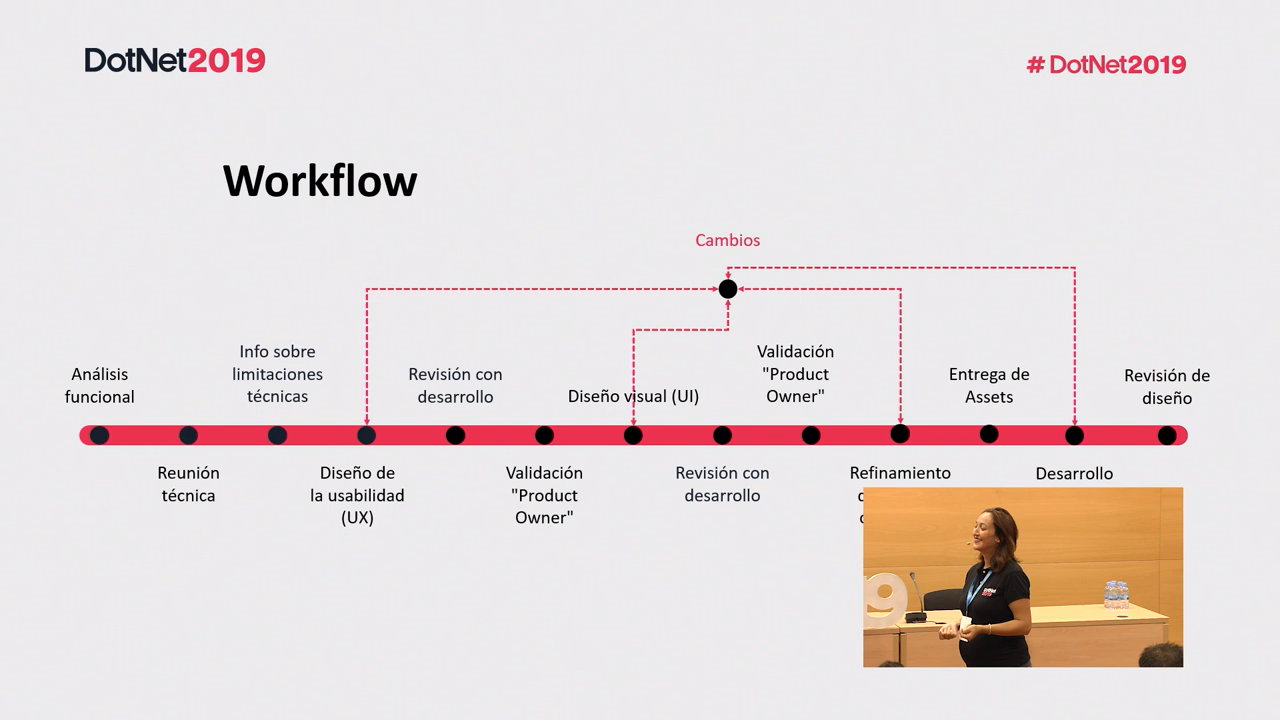 DotNet2019
# DotNet2019
Workflow
Cambios
Análisis
funcional
Reunión
técnica
Info sobre
limitaciones
técnicas
Diseño de
la usabilidad
(UX)
Revisión con
desarrollo
Validación
"Product
Owner"
Diseño visual (UI)
Revisión con
desarrollo
Validación
"Product
Owner"
Refinamiento
Entrega de
Assets
Desarrollo
Revisión de
diseño
19